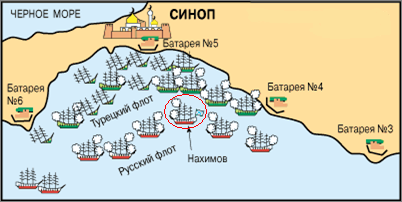 ЧЕРНОЕ МОРЕ
СИНОП
Батарея №5
Батарея
№6
Батарея №4
Батарея №3
Турецкий флот
Русский флот
Нахимов